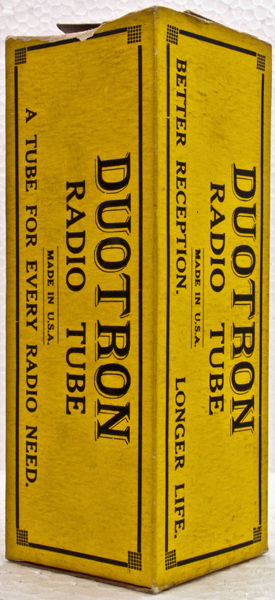 DUOTRON
RADIO TUBE
MADE IN U.S.A.
A TUBE FOR EVERY RADIO NEED.
DUOTRON
RADIO TUBE
MADE IN U.S.A.
BETTER RECEPTION. LONGER LIFE.